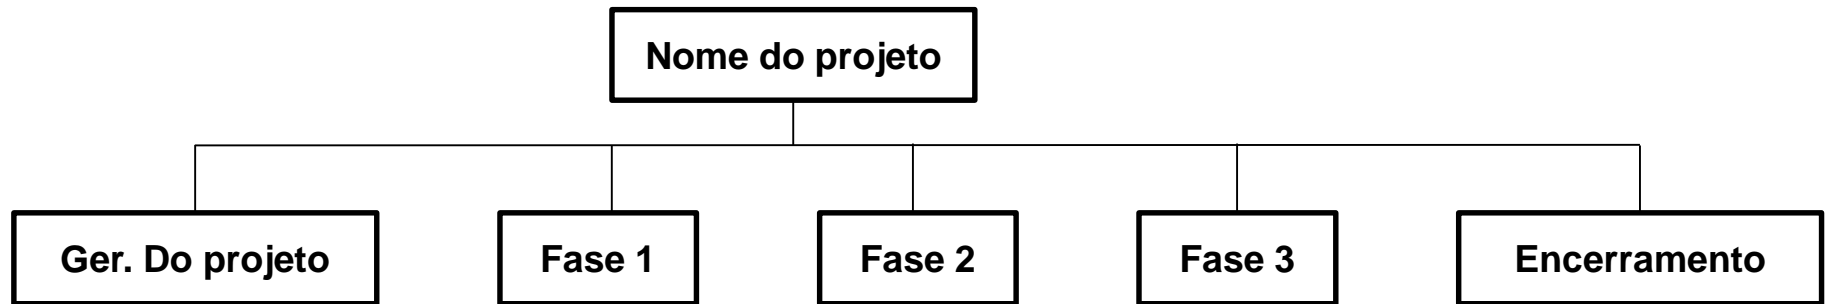 Nome do projeto
Ger. Do projeto
Fase 1
Fase 2
Fase 3
Encerramento